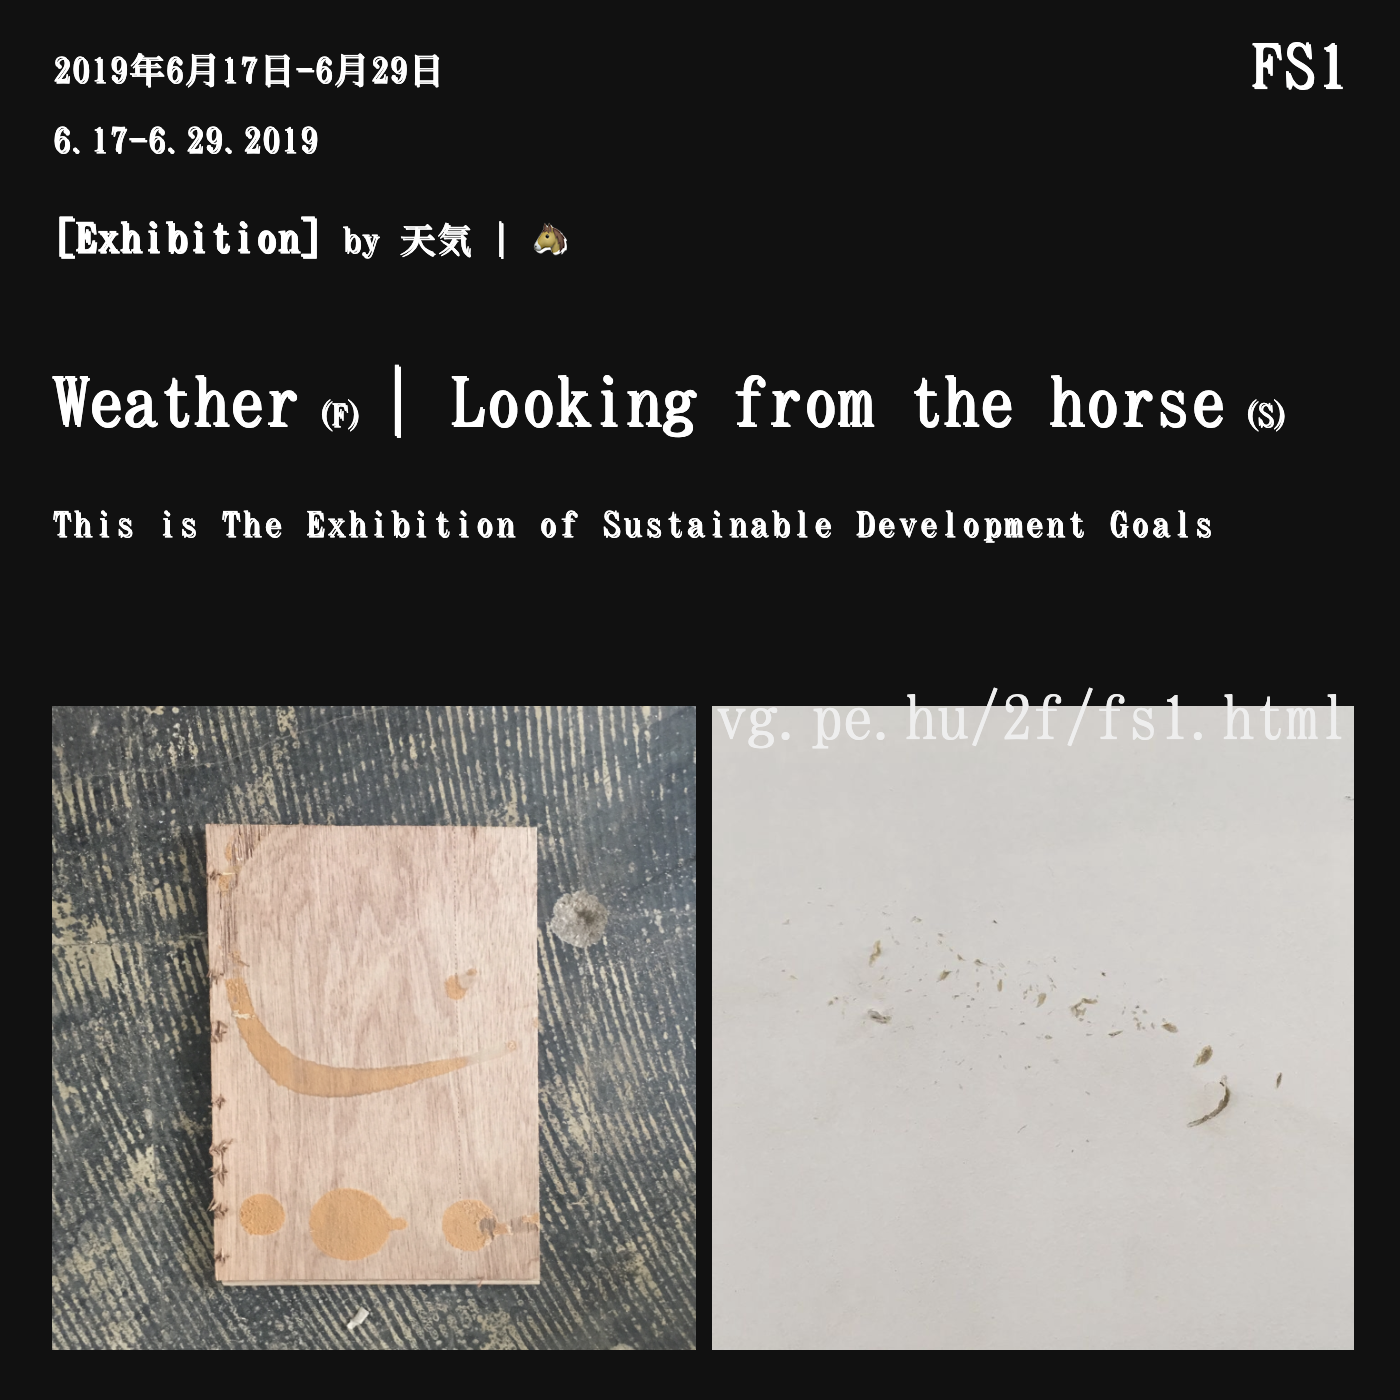 2019年6月17日-6月29日
FS1
6.17-6.29.2019
[Exhibition] by 天気 | 🐴
Weather (F) | Looking from the horse (S)
This is The Exhibition of Sustainable Development Goals
vg.pe.hu/2f/fs1.html